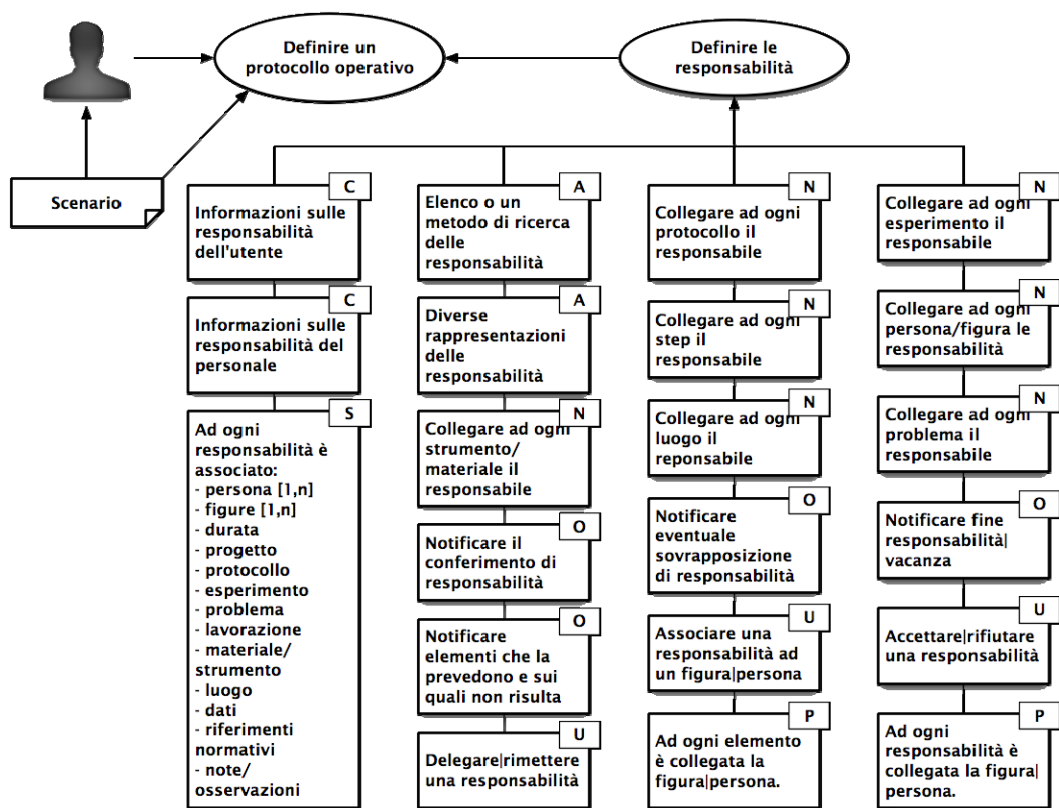 Definire un
protocollo operativo
Definire le
responsabilità
Scenario
C
Informazioni sulle
responsabilità
dell'utente
C
Informazioni sulle
responsabilità del
personale
S
Ad ogni
responsabilità è
associato:
- persona [1,n]
- figure [1,n]
- durata
- progetto
- protocollo
- esperimento
- problema
- lavorazione
- materiale/
strumento
- luogo
- dati
- riferimenti
normativi
- note/
osservazioni
A
Elenco o un
metodo di ricerca
delle
responsabilità
A
Diverse
rappresentazioni
delle
responsabilità
N
Collegare ad ogni
strumento/
materiale il
responsabile
O
Notificare il
conferimento di
responsabilità
O
Notificare
elementi che la
prevedono e sui
quali non risulta
U
Delegare|rimettere
una responsabilità
N
Collegare ad ogni
protocollo il
responsabile
N
Collegare ad ogni
step il
responsabile
N
Collegare ad ogni
luogo il
reponsabile
O
Notificare
eventuale
sovrapposizione
di responsabilità
U
Associare una
responsabilità ad
un figura|persona
P
Ad ogni elemento
è collegata la
figura|persona.
N
Collegare ad ogni
esperimento il
responsabile
N
Collegare ad ogni
persona/figura le
responsabilità
N
Collegare ad ogni
problema il
responsabile
O
Notificare fine
responsabilità|
vacanza
U
Accettare|rifiutare
una responsabilità
P
Ad ogni
responsabilità è
collegata la figura|
persona.